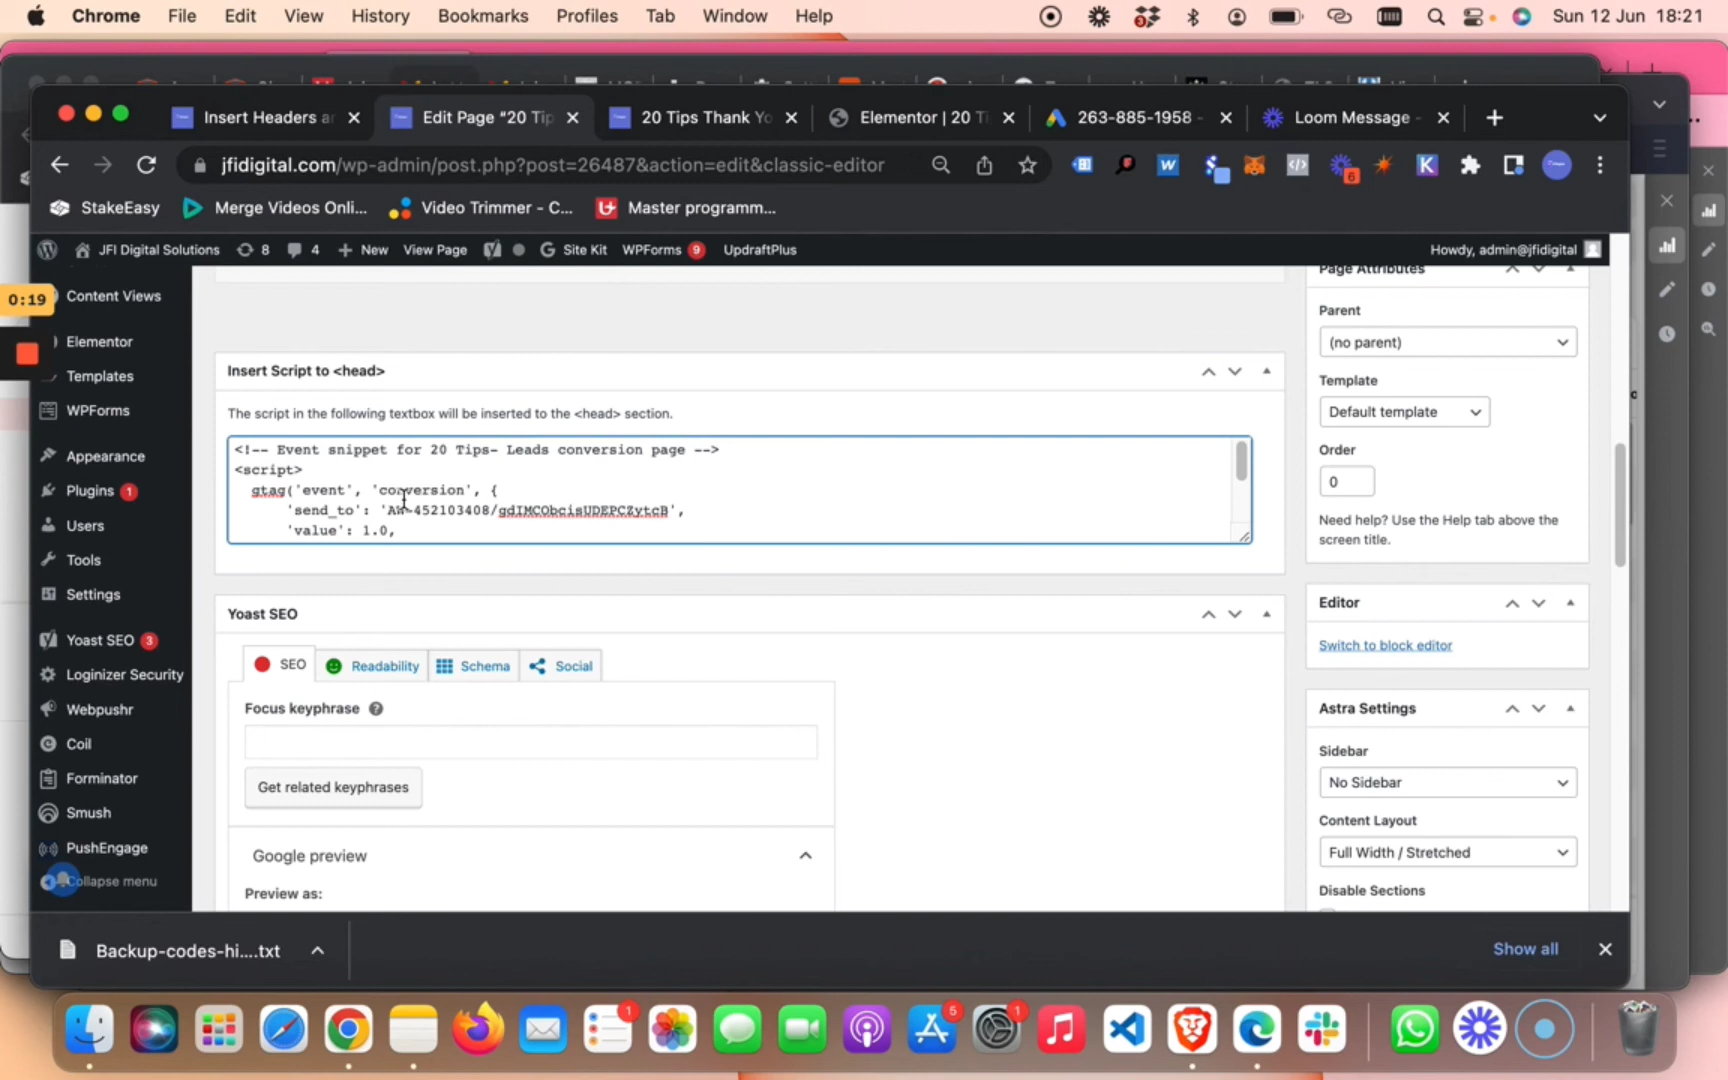 Chrome File Edit View History Bookmarks Profiles Tab Window Help Sun 12 Jun 18:21
Insert Headers a
Edit Page “20 Tip
20 Tips Thank Yo
Elementor | 20 Ti
263-885-1958 -
Loom Message -
jfidigital.com/wp-admin/post.php?post=26487&action=edit&classic-editor
StakeEasy
Merge Videos Onli...
Video Trimmer - C...
Master programm...
JFI Digital Solutions 8 4 New View Page Site Kit WPForms 9 UpdraftPlus Howdy, admin@jfidigital
0:19
Content Views
Elementor
Templates
WPForms
Appearance
Plugins 1
Users
Tools
Settings
Yoast SEO 3
Loginizer Security
Webpushr
Coil
Forminator
Smush
PushEngage
Collapse menu
Insert Script to <head>
The script in the following textbox will be inserted to the <head> section.
<!-- Event snippet for 20 Tips- Leads conversion page -->
<script>
gtag('event', 'conversion', {
'send_to': 'AW-452103408/gdIMCObcisUDEPCZytcB',
'value': 1.0,
Yoast SEO
SEO Readability Schema Social
Focus keyphrase
Get related keyphrases
Google preview
Preview as:
Page Attributes
Parent
(no parent)
Template
Default template
Order
0
Need help? Use the Help tab above the
screen title.
Editor
Switch to block editor
Astra Settings
Sidebar
No Sidebar
Content Layout
Full Width / Stretched
Disable Sections
Backup-codes-hi....txt
Show all